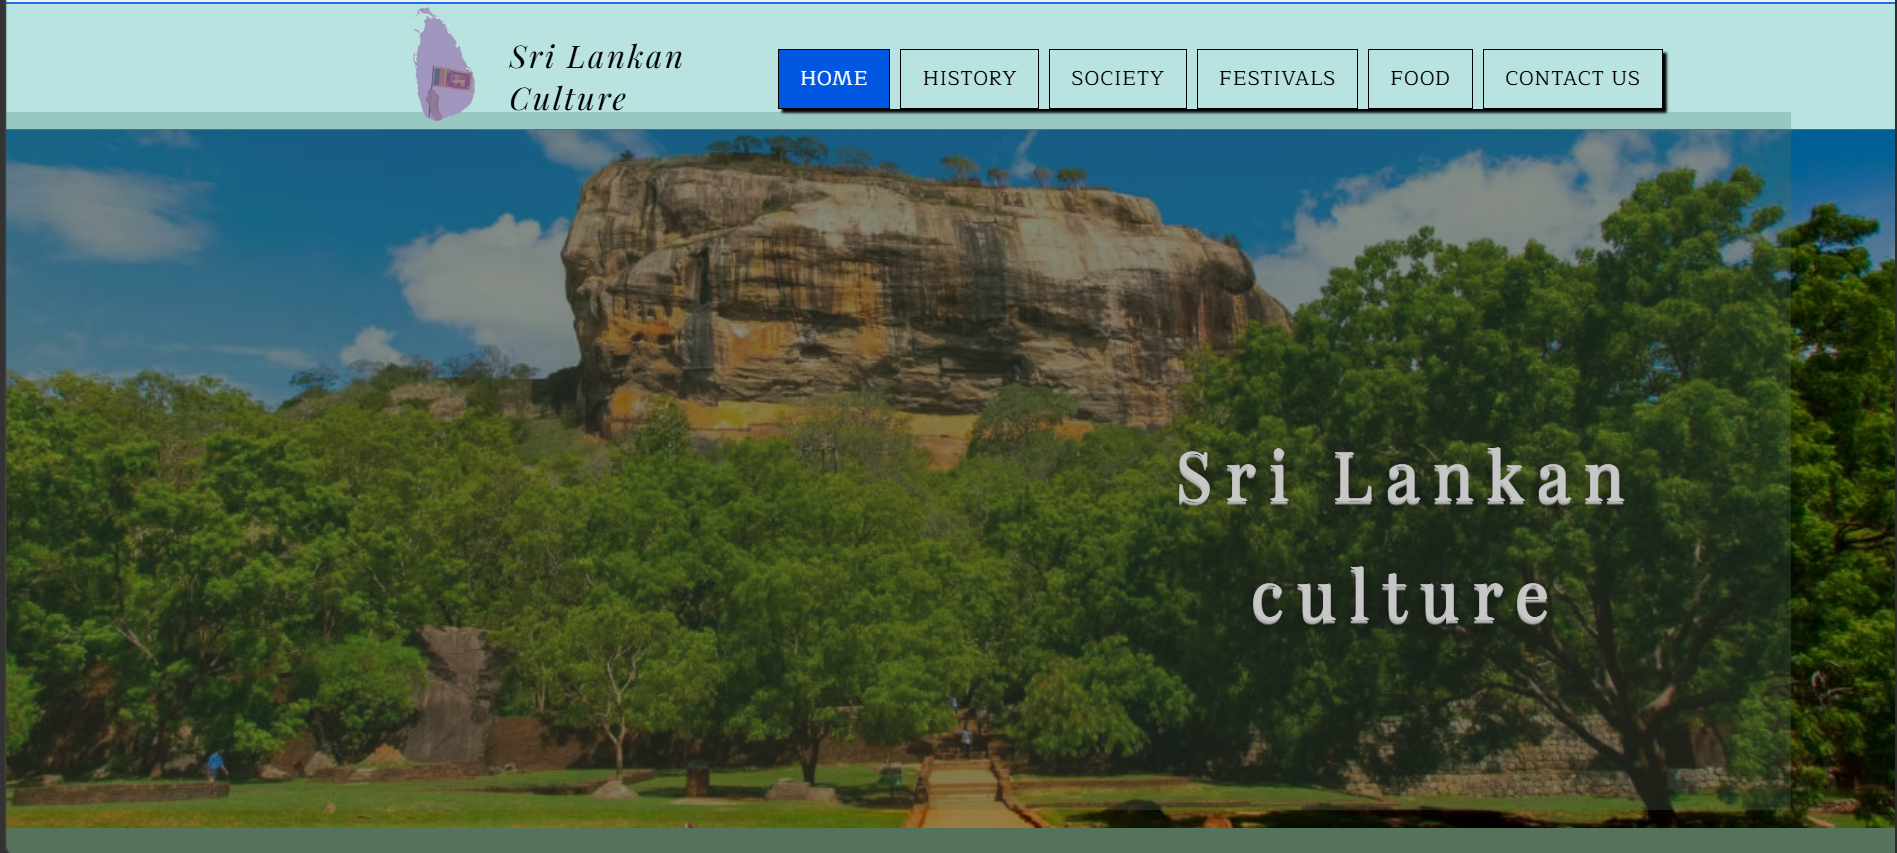 Sri Lankan
Culture
HOME HISTORY SOCIETY FESTIVALS FOOD CONTACT US
Sri Lankan
culture